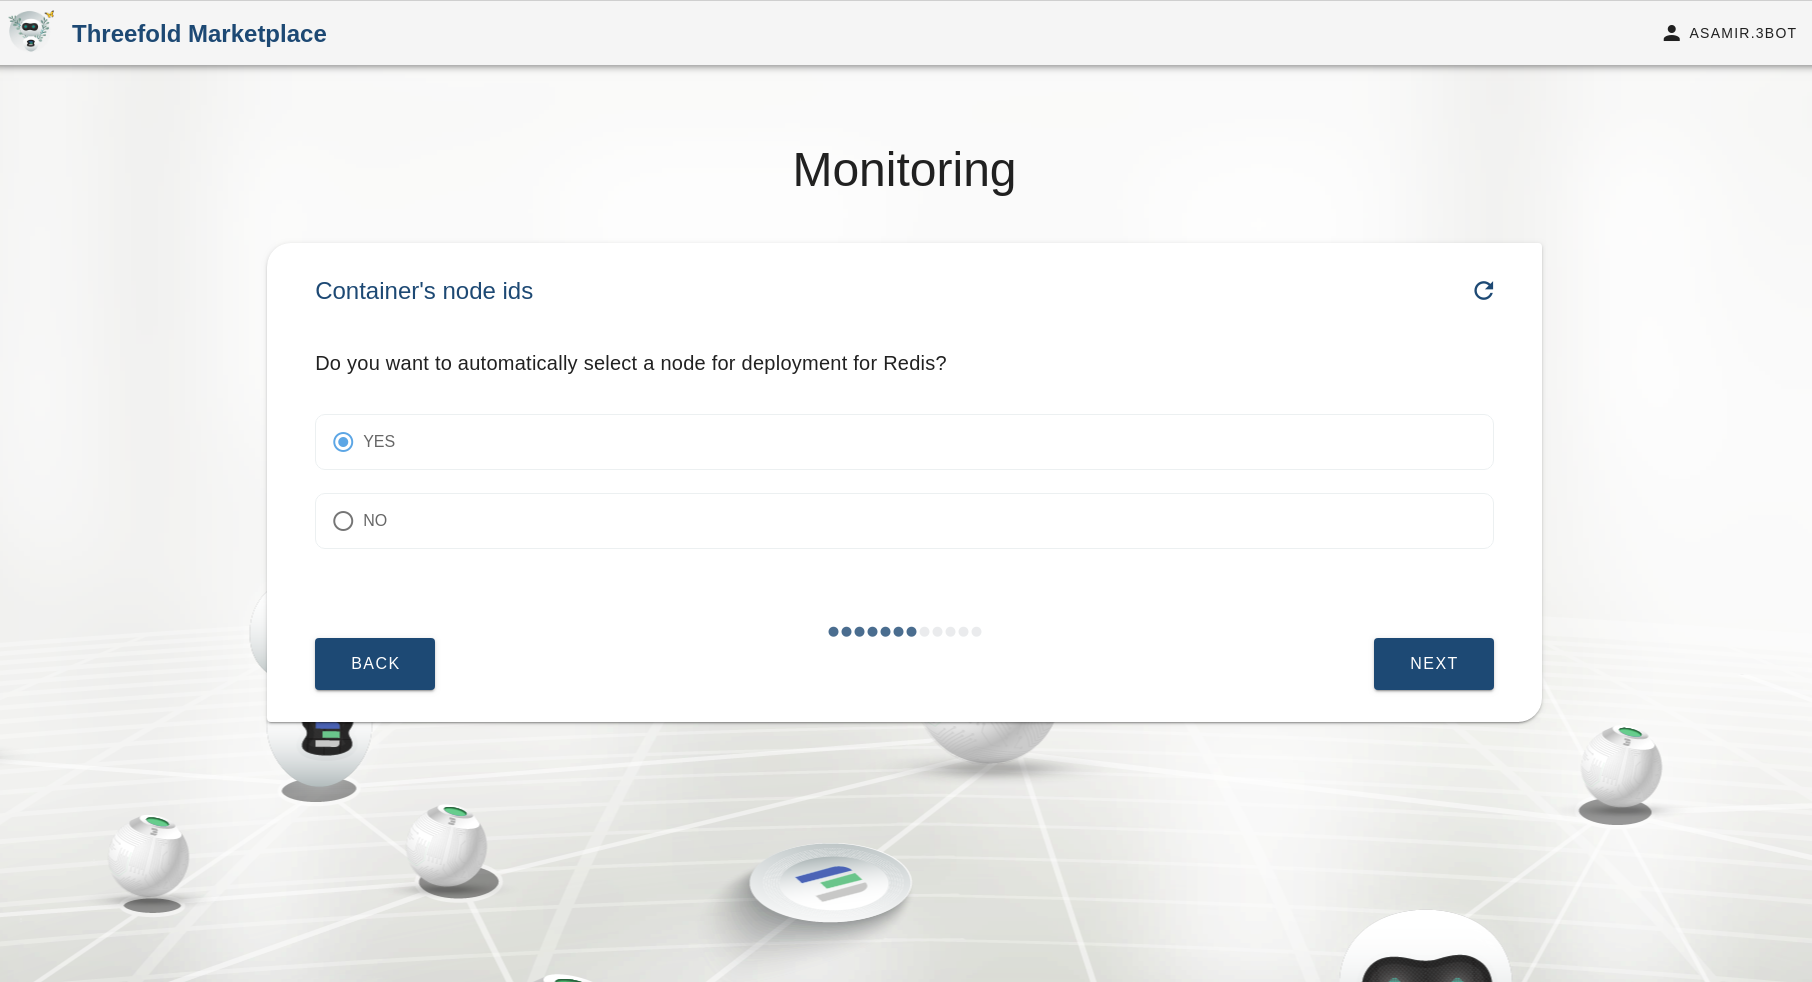 Threefold Marketplace
ASAMIR.3BOT
Monitoring
Container's node ids
Do you want to automatically select a node for deployment for Redis?
YES
NO
BACK
NEXT